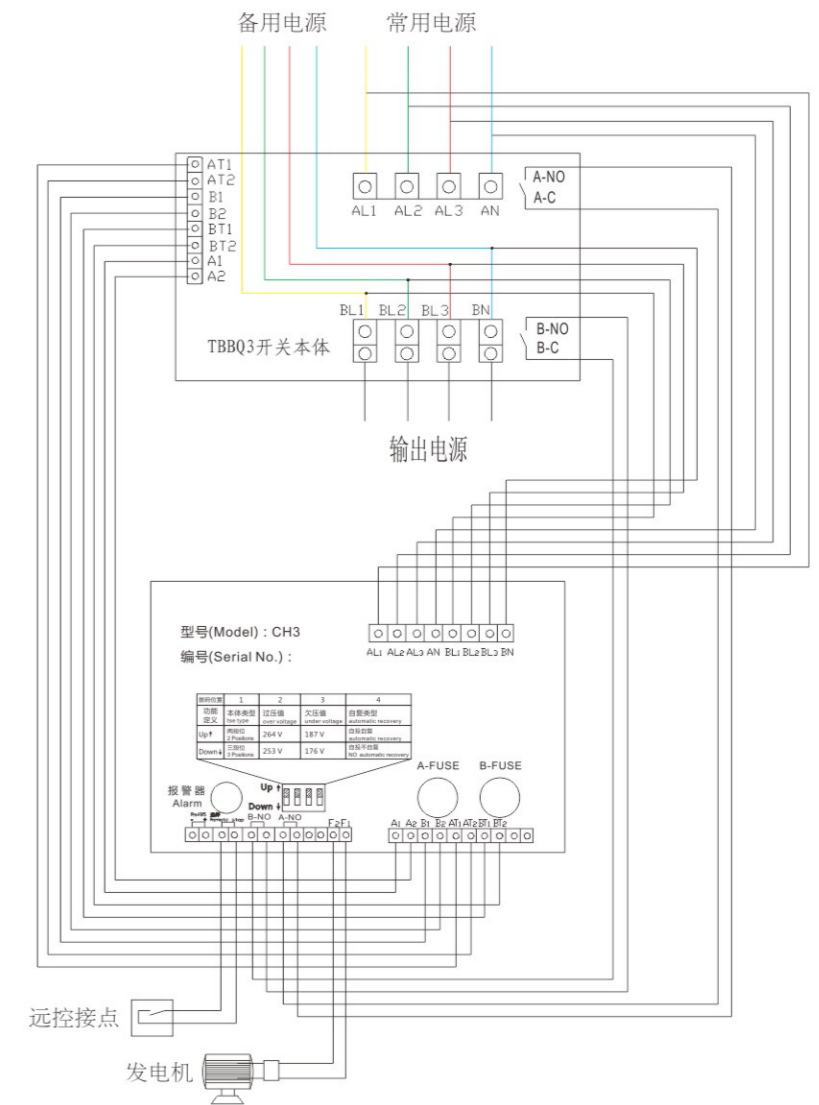 备用电源 常用电源
AT1
AT2
B1
B2
BT1
BT2
A1
A2
AL1 AL2 AL3 AN
A-NO
A-C
BL1 BL2 BL3 BN
B-NO
B-C
TBBQ3开关本体
输出电源
型号(Model) : CH3
编号(Serial No.) :
AL1 AL2 AL3 AN BL1 BL2 BL3 BN
拨码位置 1 2 3 4
功能定义 本体类型 tse type 过压值 over voltage 欠压值 under voltage 自复类型 automatic recovery
Up↑ 两段位 2 Positions 264 V 187 V 自投自复 automatic recovery
Down↓ 三段位 3 Positions 253 V 176 V 自投不自复 NO automatic recovery
A-FUSE B-FUSE
报警器
Alarm
Up ↑
Down ↓
B-NO A-NO F2 F1
A1 A2 B1 B2 AT1 AT2 BT1 BT2
远控接点
发电机